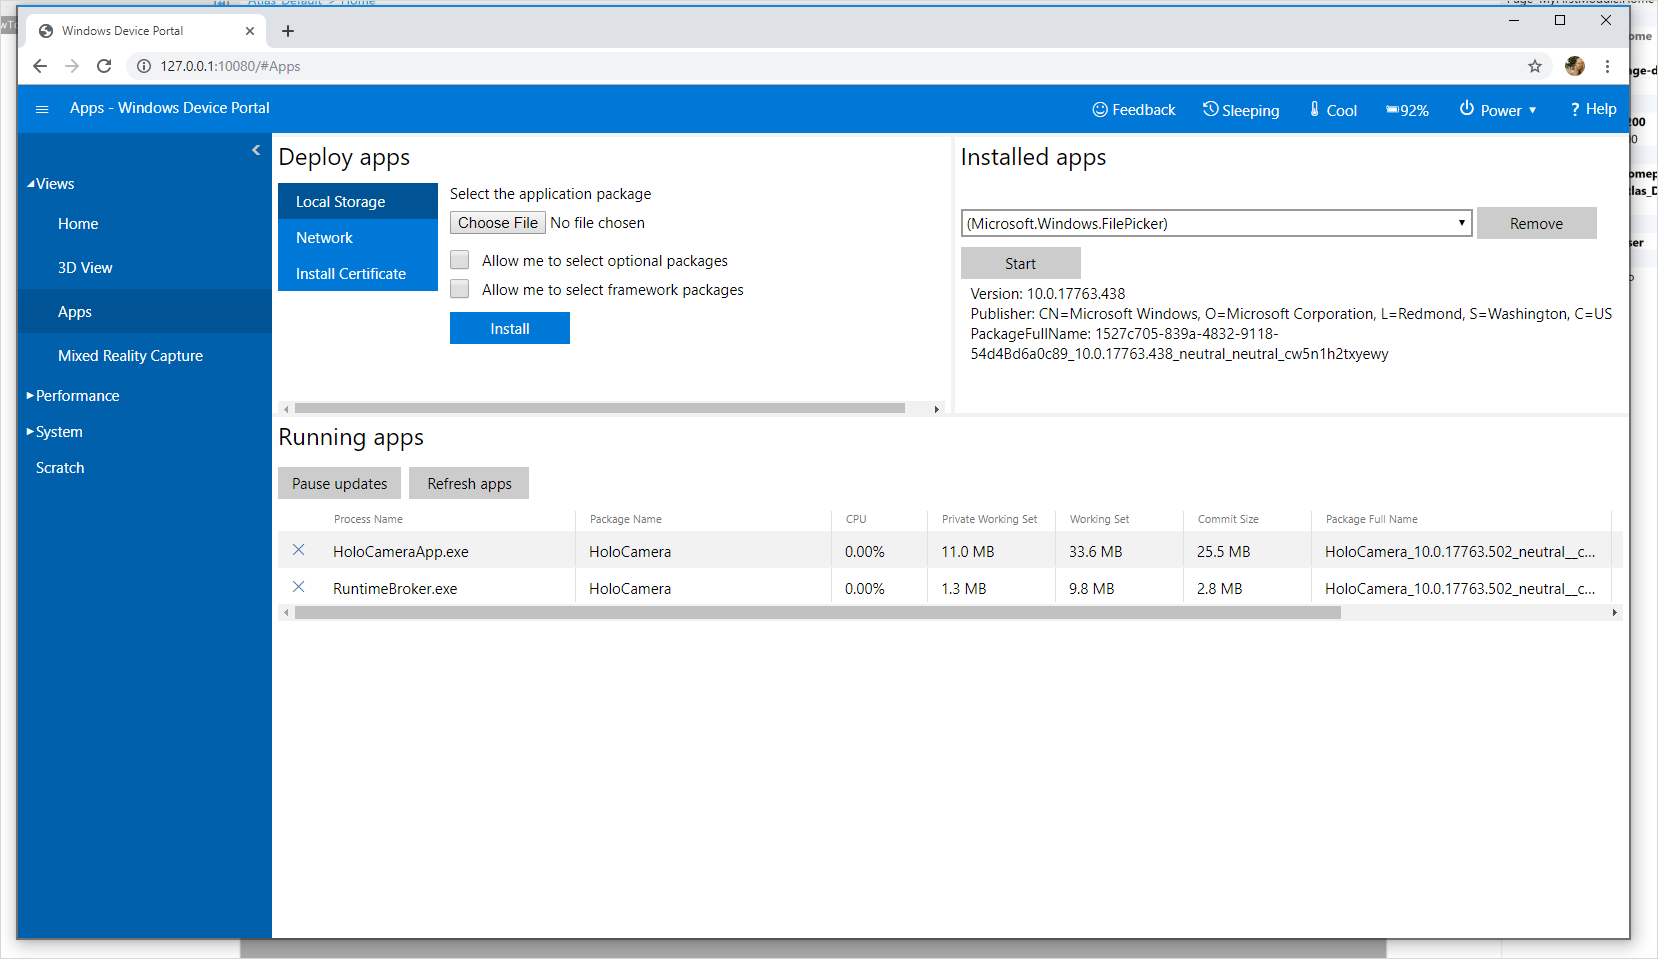 Atlas_Default > Home
Page
Windows Device Portal
127.0.0.1:10080/#Apps
Apps - Windows Device Portal
Feedback
Sleeping
Cool
92%
Power
? Help
Views
Home
3D View
Apps
Mixed Reality Capture
Performance
System
Scratch
Deploy apps
Local Storage
Network
Install Certificate
Select the application package
Choose File No file chosen
Allow me to select optional packages
Allow me to select framework packages
Install
Installed apps
(Microsoft.Windows.FilePicker)
Remove
Start
Version: 10.0.17763.438
Publisher: CN=Microsoft Windows, O=Microsoft Corporation, L=Redmond, S=Washington, C=US
PackageFullName: 1527c705-839a-4832-9118-
54d4Bd6a0c89_10.0.17763.438_neutral_neutral_cw5n1h2txyewy
Running apps
Pause updates
Refresh apps
Process Name Package Name CPU Private Working Set Working Set Commit Size Package Full Name
HoloCameraApp.exe HoloCamera 0.00% 11.0 MB 33.6 MB 25.5 MB HoloCamera_10.0.17763.502_neutral__c...
RuntimeBroker.exe HoloCamera 0.00% 1.3 MB 9.8 MB 2.8 MB HoloCamera_10.0.17763.502_neutral__c...